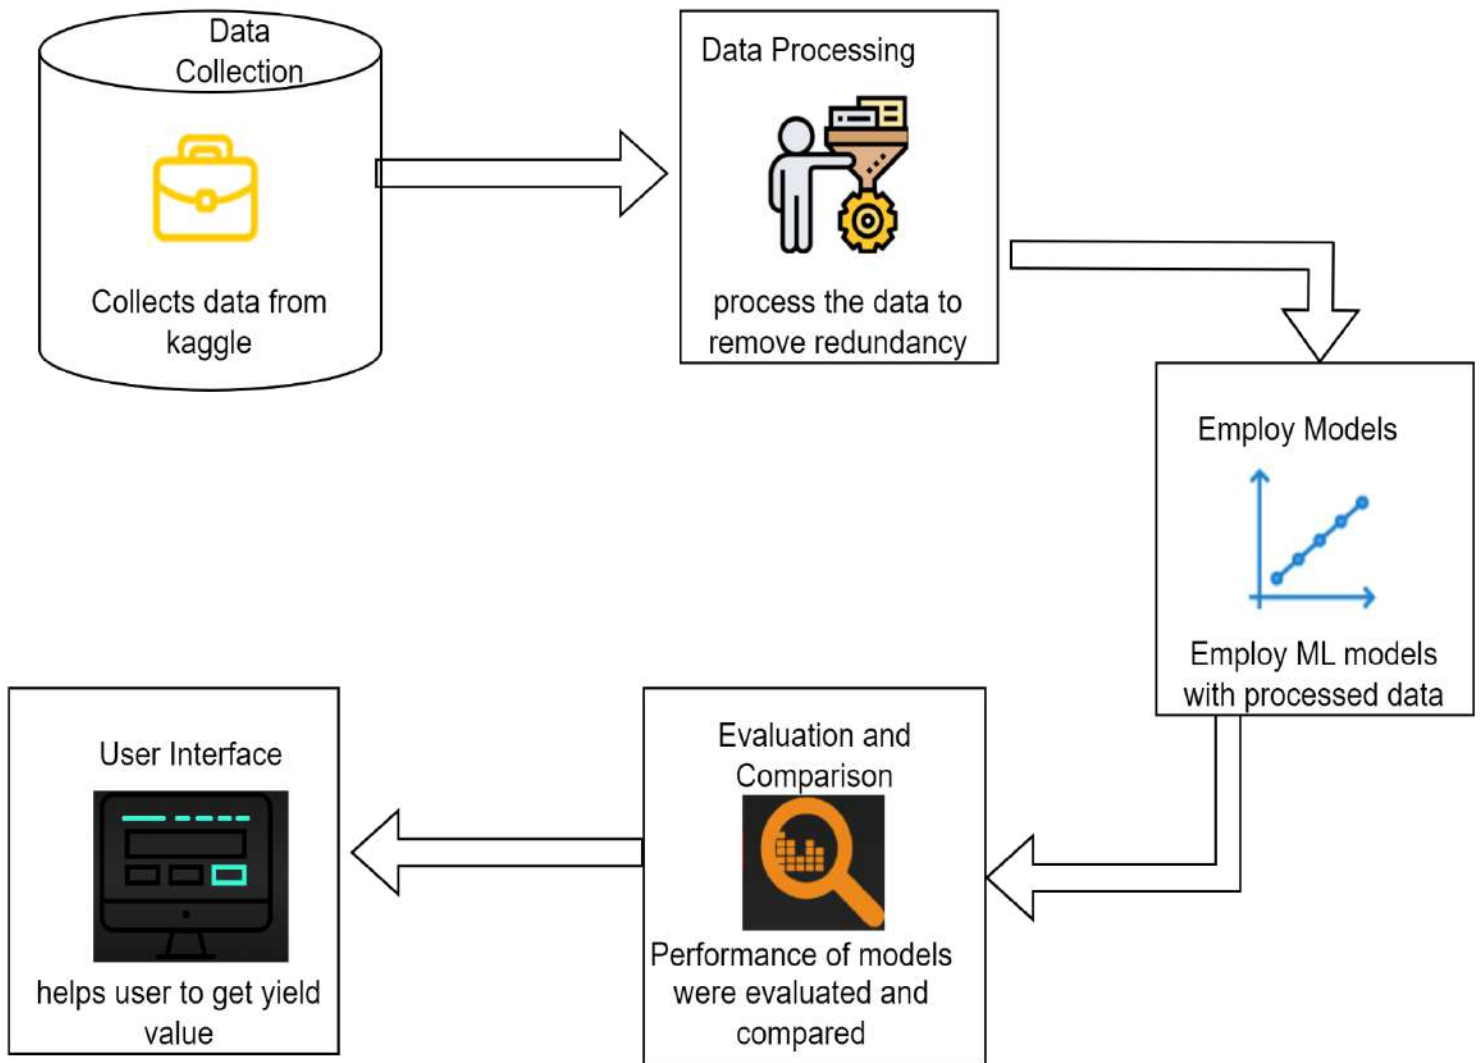 Data
Collection
Collects data from
kaggle
Data Processing
process the data to
remove redundancy
Employ Models
Employ ML models
with processed data
Evaluation and
Comparison
Performance of models
were evaluated and
compared
User Interface
helps user to get yield
value